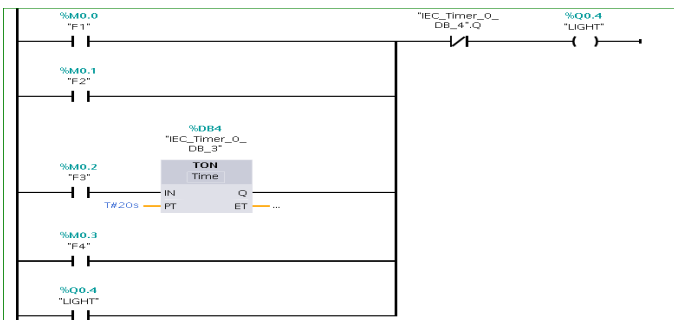 %M0.0
"F1"
"IEC_Timer_0_
DB_4".Q
%Q0.4
"LIGHT"
%M0.1
"F2"
%DB4
"IEC_Timer_0_
DB_3"
TON
Time
%M0.2
"F3"
IN Q
T#20s PT ET ...
%M0.3
"F4"
%Q0.4
"LIGHT"